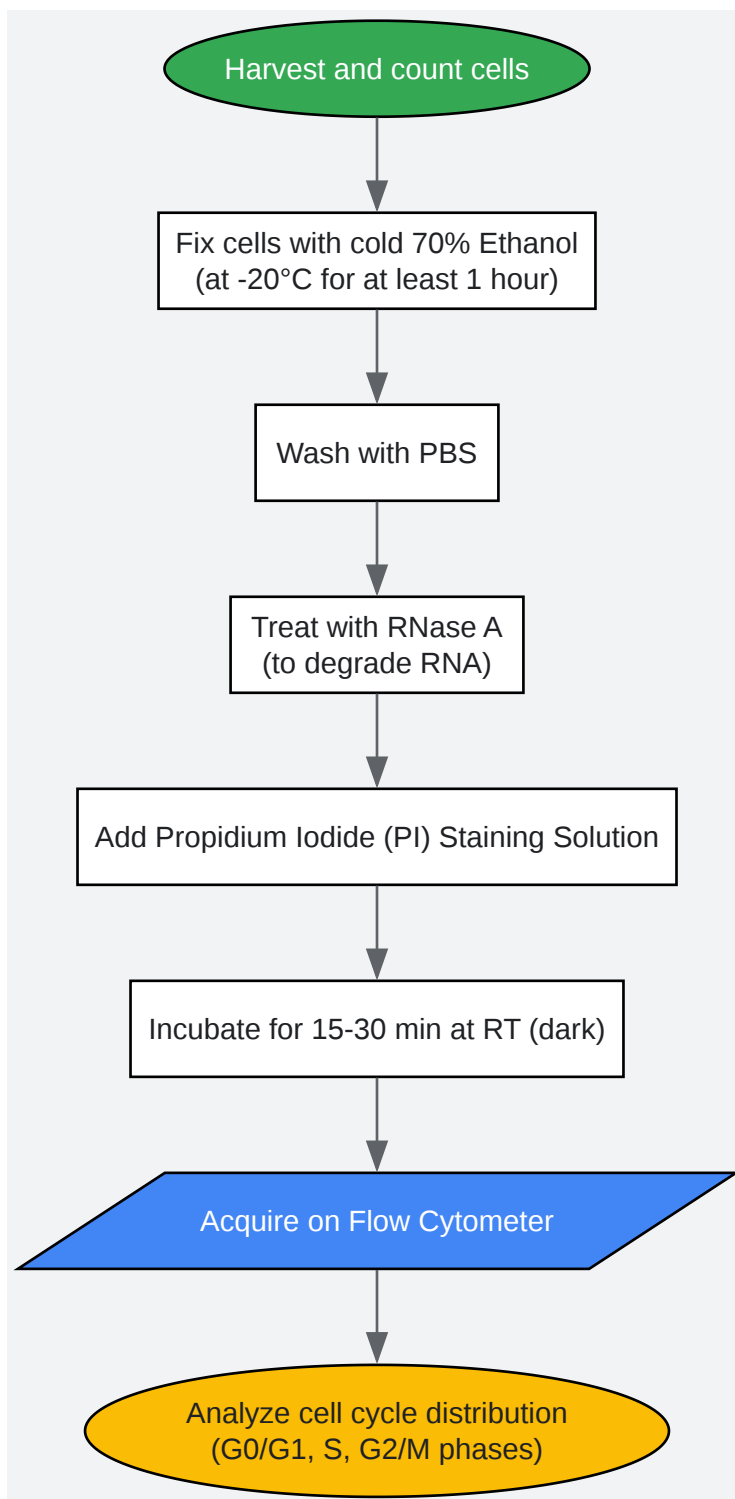 Harvest and count cells
Fix cells with cold 70% Ethanol
(at -20°C for at least 1 hour)
Wash with PBS
Treat with RNase A
(to degrade RNA)
Add Propidium Iodide (PI) Staining Solution
Incubate for 15-30 min at RT (dark)
Acquire on Flow Cytometer
Analyze cell cycle distribution
(G0/G1, S, G2/M phases)